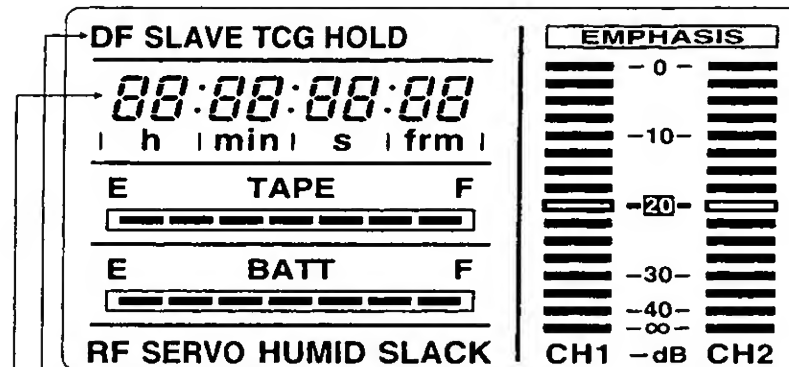 DF SLAVE TCG HOLD
88:88:88:88
h min s frm
E TAPE F
E BATT F
RF SERVO HUMID SLACK
EMPHASIS
- 0 -
-10-
-20-
-30-
-40-
-∞-
CH1 -dB CH2